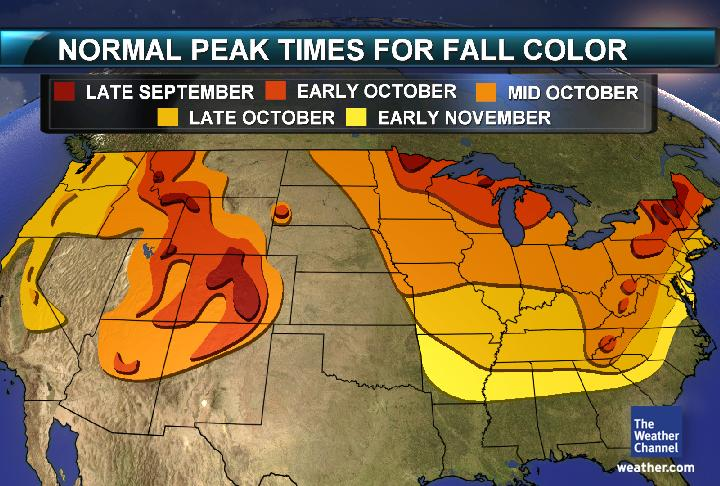 NORMAL PEAK TIMES FOR FALL COLOR
LATE SEPTEMBER EARLY OCTOBER MID OCTOBER
LATE OCTOBER EARLY NOVEMBER
The
Weather
Channel
weather.com